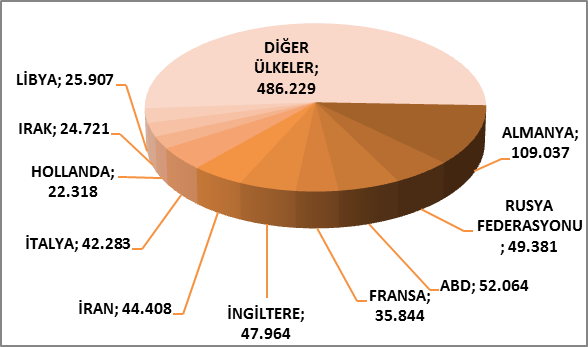 DİĞER
ÜLKELER;
486.229
ALMANYA;
109.037
RUSYA
FEDERASYONU
; 49.381
ABD; 52.064
FRANSA;
35.844
İNGİLTERE;
47.964
İRAN; 44.408
İTALYA; 42.283
HOLLANDA;
22.318
IRAK; 24.721
LİBYA; 25.907